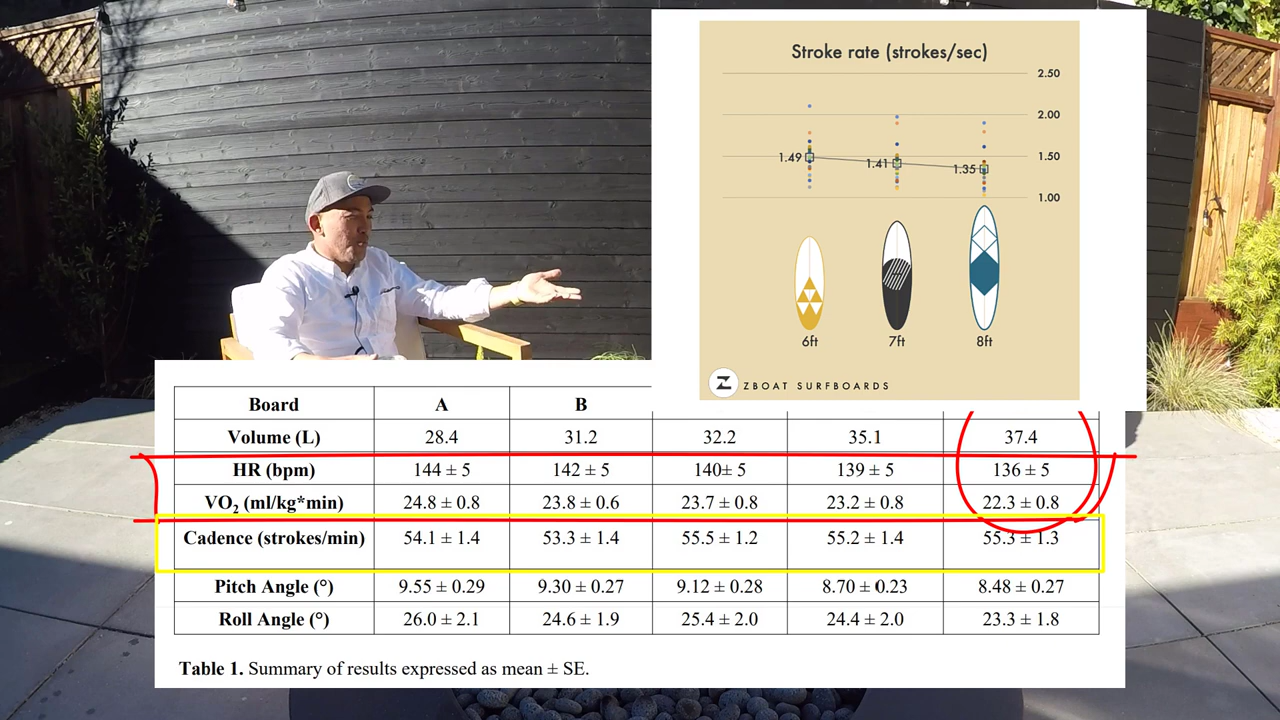 Stroke rate (strokes/sec)
2.50
2.00
1.49 1.41 1.35 1.50
1.00
6ft 7ft 8ft
Z ZBOAT SURFBOARDS
Board A B
Volume (L) 28.4 31.2 32.2 35.1 37.4
HR (bpm) 144 ± 5 142 ± 5 140± 5 139 ± 5 136 ± 5
VO₂ (ml/kg*min) 24.8 ± 0.8 23.8 ± 0.6 23.7 ± 0.8 23.2 ± 0.8 22.3 ± 0.8
Cadence (strokes/min) 54.1 ± 1.4 53.3 ± 1.4 55.5 ± 1.2 55.2 ± 1.4 55.5 ± 1.3
Pitch Angle (°) 9.55 ± 0.29 9.30 ± 0.27 9.12 ± 0.28 8.70 ± 0.23 8.48 ± 0.27
Roll Angle (°) 26.0 ± 2.1 24.6 ± 1.9 25.4 ± 2.0 24.4 ± 2.0 23.3 ± 1.8
Table 1. Summary of results expressed as mean ± SE.